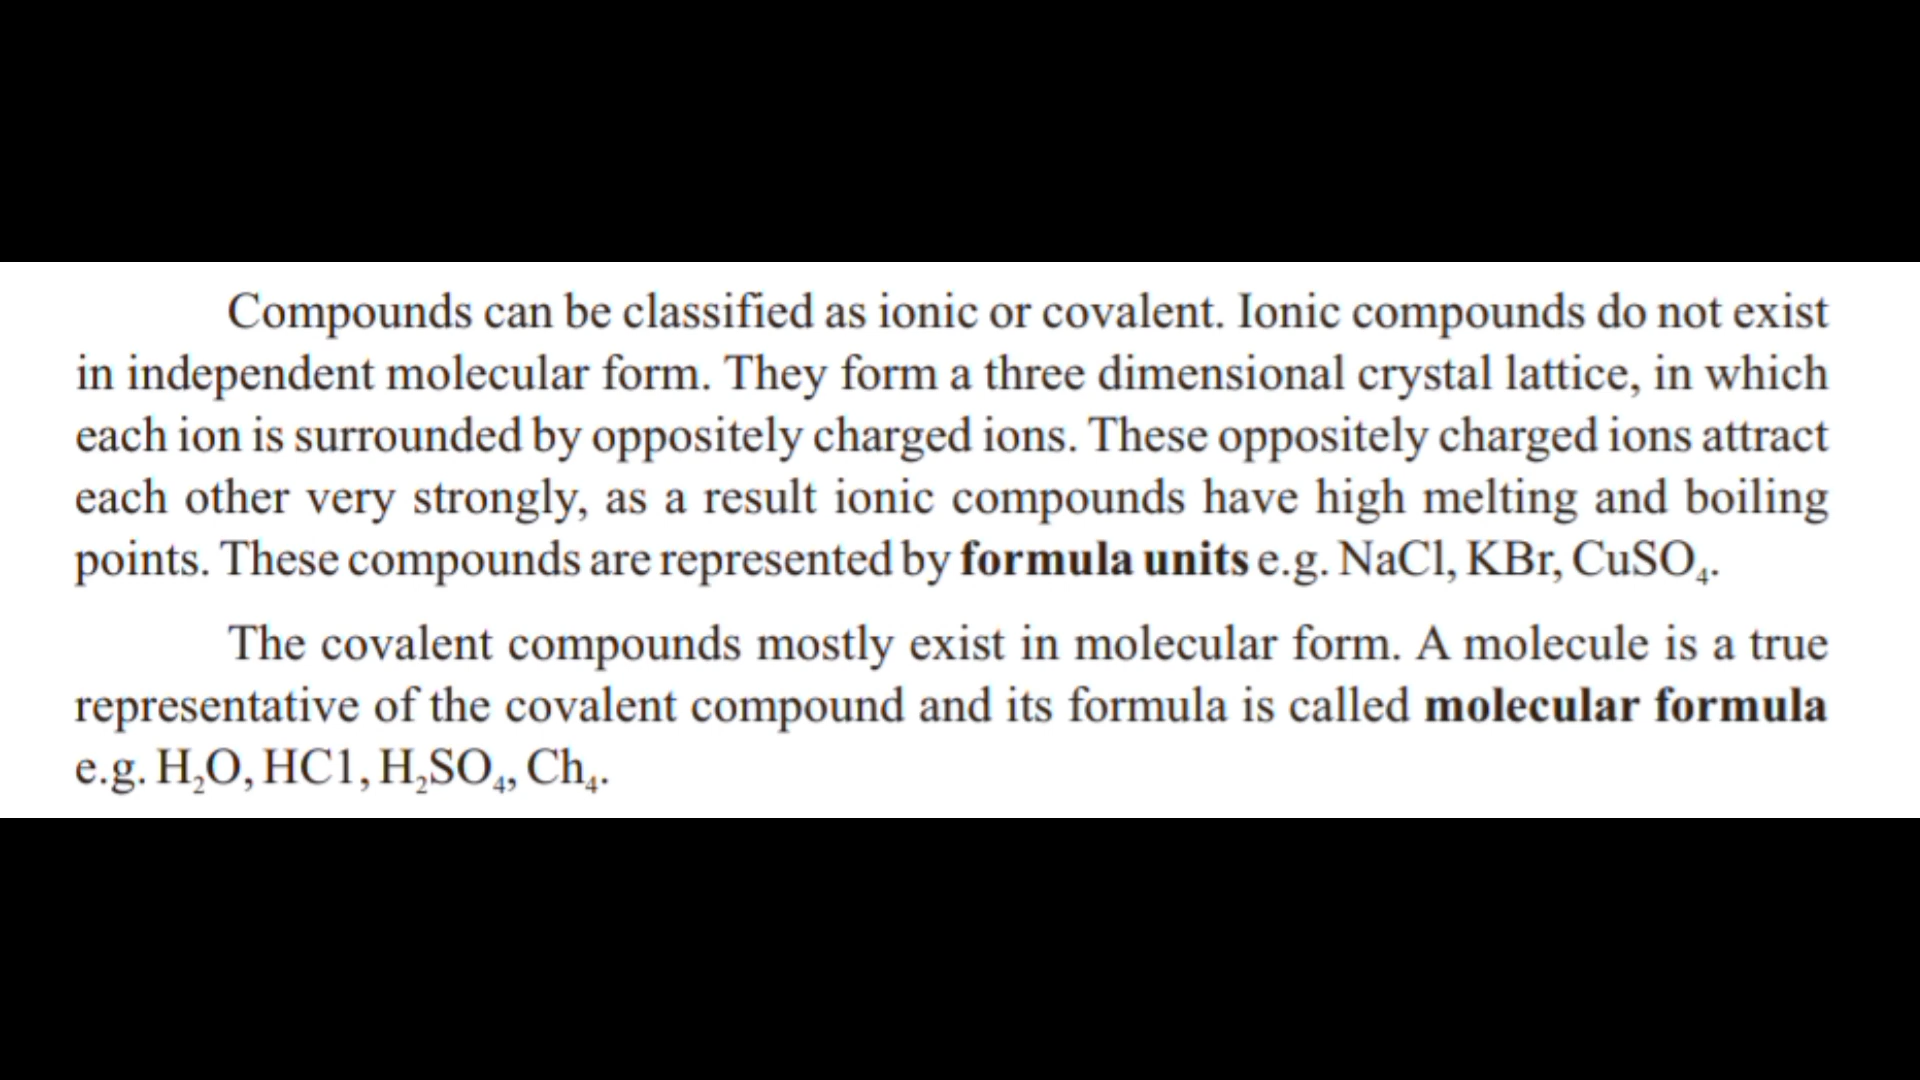 Compounds can be classified as ionic or covalent. Ionic compounds do not exist
in independent molecular form. They form a three dimensional crystal lattice, in which
each ion is surrounded by oppositely charged ions. These oppositely charged ions attract
each other very strongly, as a result ionic compounds have high melting and boiling
points. These compounds are represented by formula units e.g. NaCl, KBr, CuSO₄.
The covalent compounds mostly exist in molecular form. A molecule is a true
representative of the covalent compound and its formula is called molecular formula
e.g. H₂O, HC1, H₂SO₄, Ch₄.